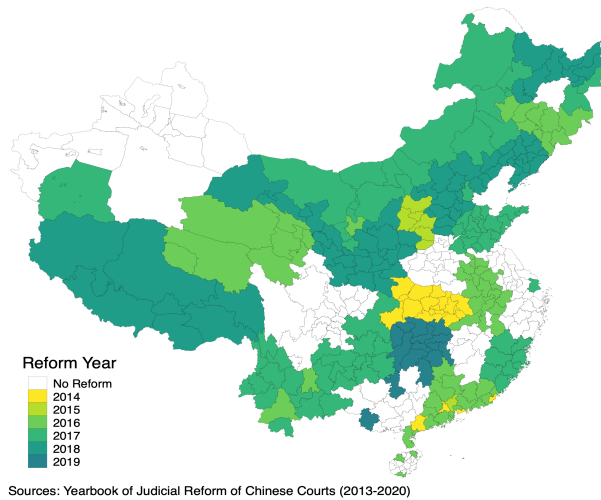 Reform Year
No Reform
2014
2015
2016
2017
2018
2019
Sources: Yearbook of Judicial Reform of Chinese Courts (2013-2020)